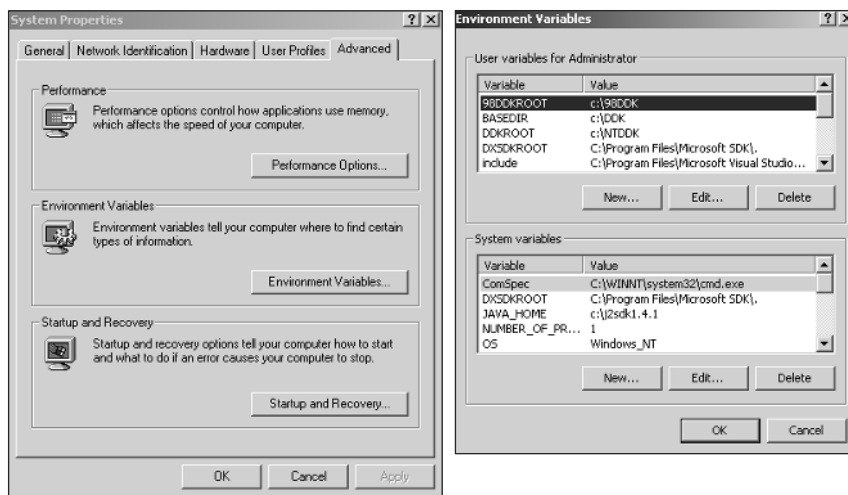 System Properties
General
Network Identification
Hardware
User Profiles
Advanced
Performance
Performance options control how applications use memory,
which affects the speed of your computer.
Performance Options...
Environment Variables
Environment variables tell your computer where to find certain
types of information.
Environment Variables...
Startup and Recovery
Startup and recovery options tell your computer how to start
and what to do if an error causes your computer to stop.
Startup and Recovery...
OK
Cancel
Apply
Environment Variables
User variables for Administrator
Variable Value
98DDKROOT c:\98DDK
BASEDIR c:\DDK
DDKROOT c:\NTDDK
DXSDKROOT C:\Program Files\Microsoft SDK\.
include C:\Program Files\Microsoft Visual Studio...
New...
Edit...
Delete
System variables
Variable Value
ComSpec C:\WINNT\system32\cmd.exe
DXSDKROOT C:\Program Files\Microsoft SDK\.
JAVA_HOME c:\j2sdk1.4.1
NUMBER_OF_PR... 1
OS Windows_NT
New...
Edit...
Delete
OK
Cancel